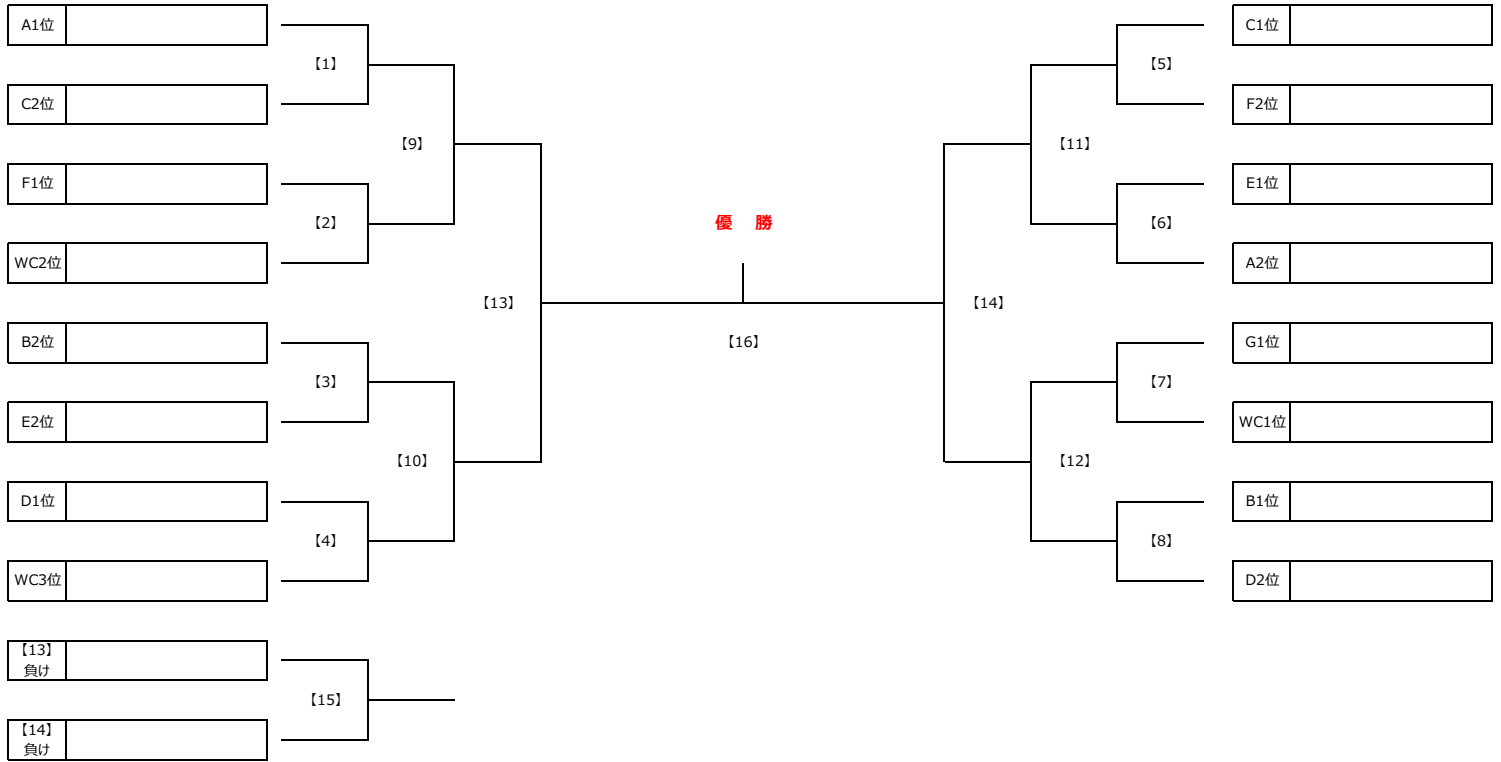 A1位
C1位
【1】
【5】
C2位
F2位
【9】
【11】
F1位
E1位
【2】
優 勝
【6】
WC2位
A2位
【13】
【14】
B2位
【16】
G1位
【3】
【7】
E2位
WC1位
【10】
【12】
D1位
B1位
【4】
【8】
WC3位
D2位
【13】
負け
【15】
【14】
負け